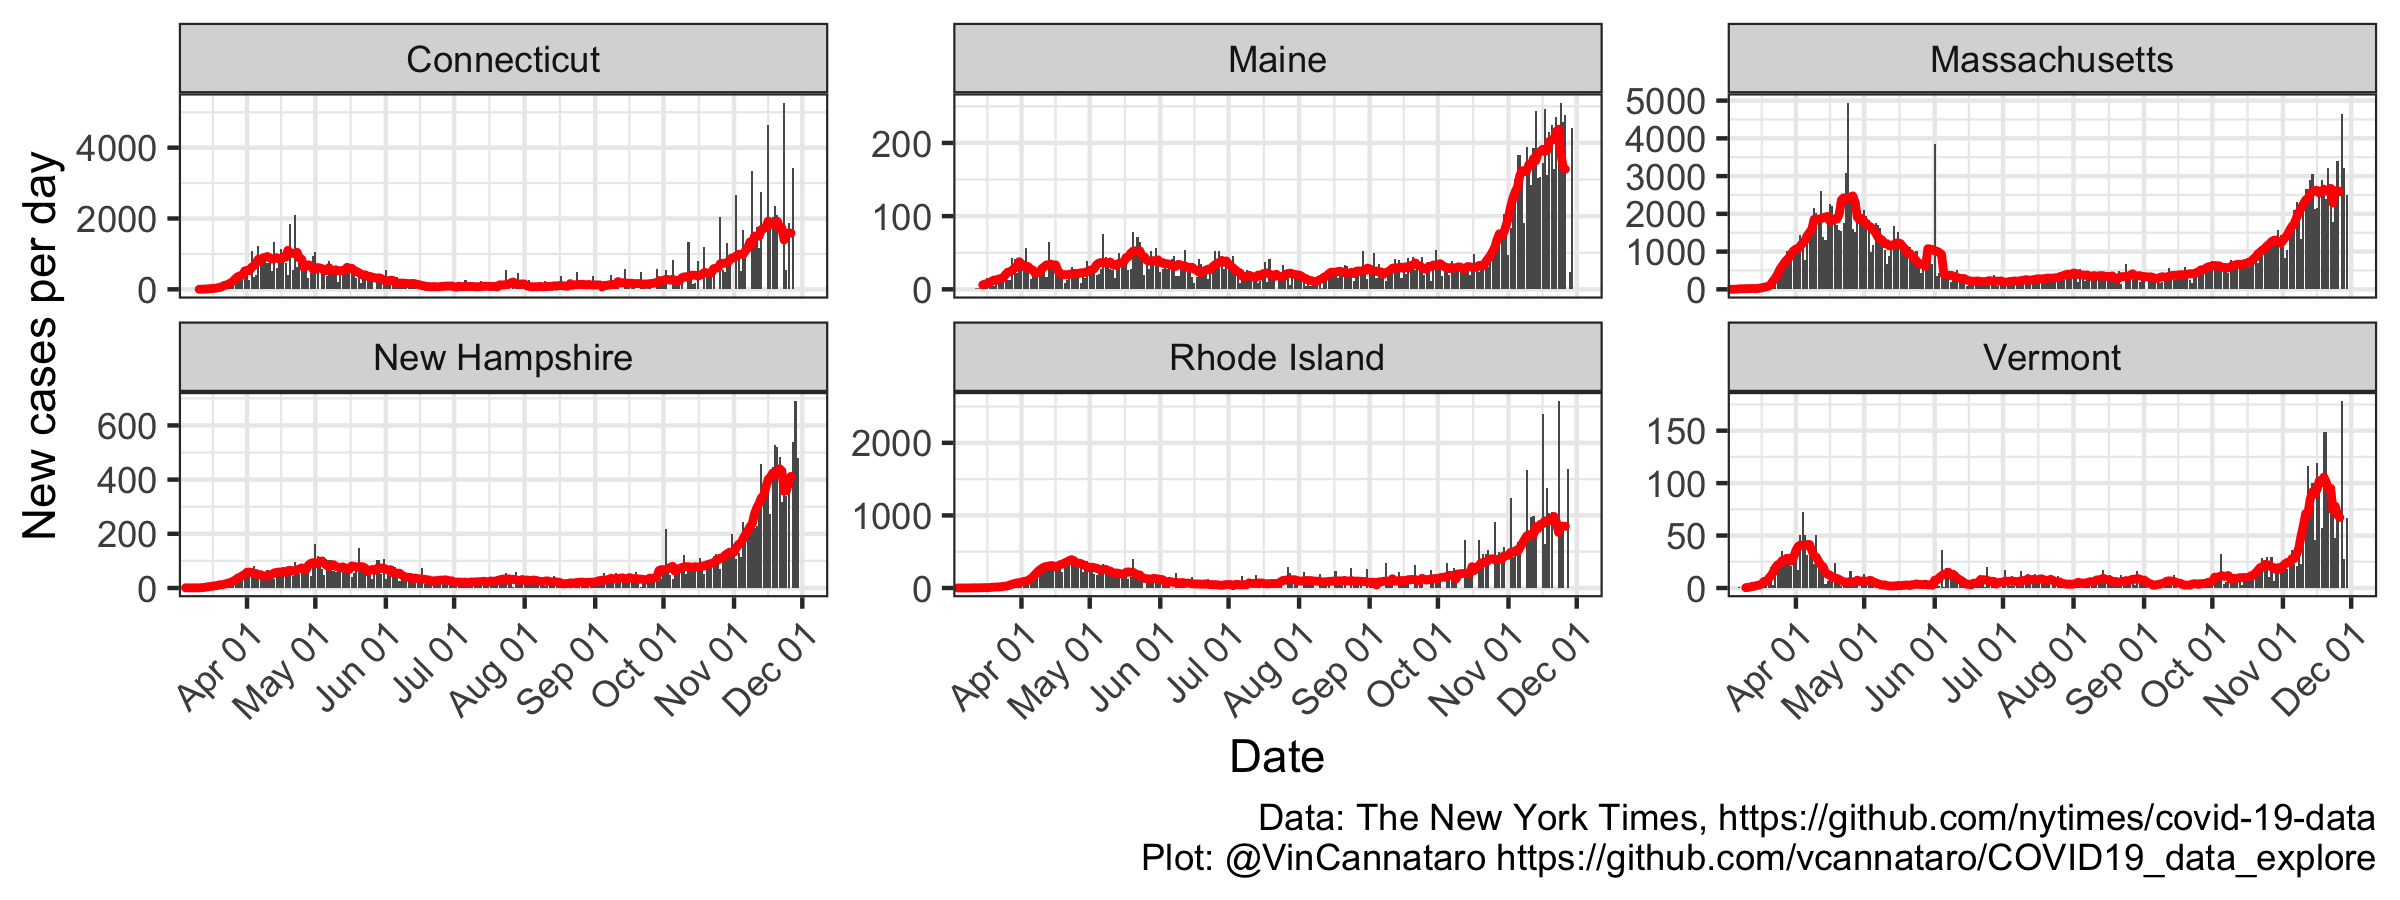 Connecticut
Maine
Massachusetts
4000
2000
0
200
100
0
5000
4000
3000
2000
1000
0
New Hampshire
Rhode Island
Vermont
600
400
200
0
2000
1000
0
150
100
50
0
New cases per day
Apr 01 May 01 Jun 01 Jul 01 Aug 01 Sep 01 Oct 01 Nov 01 Dec 01
Apr 01 May 01 Jun 01 Jul 01 Aug 01 Sep 01 Oct 01 Nov 01 Dec 01
Apr 01 May 01 Jun 01 Jul 01 Aug 01 Sep 01 Oct 01 Nov 01 Dec 01
Date
Data: The New York Times, https://github.com/nytimes/covid-19-data
Plot: @VinCannataro https://github.com/vcannataro/COVID19_data_explore